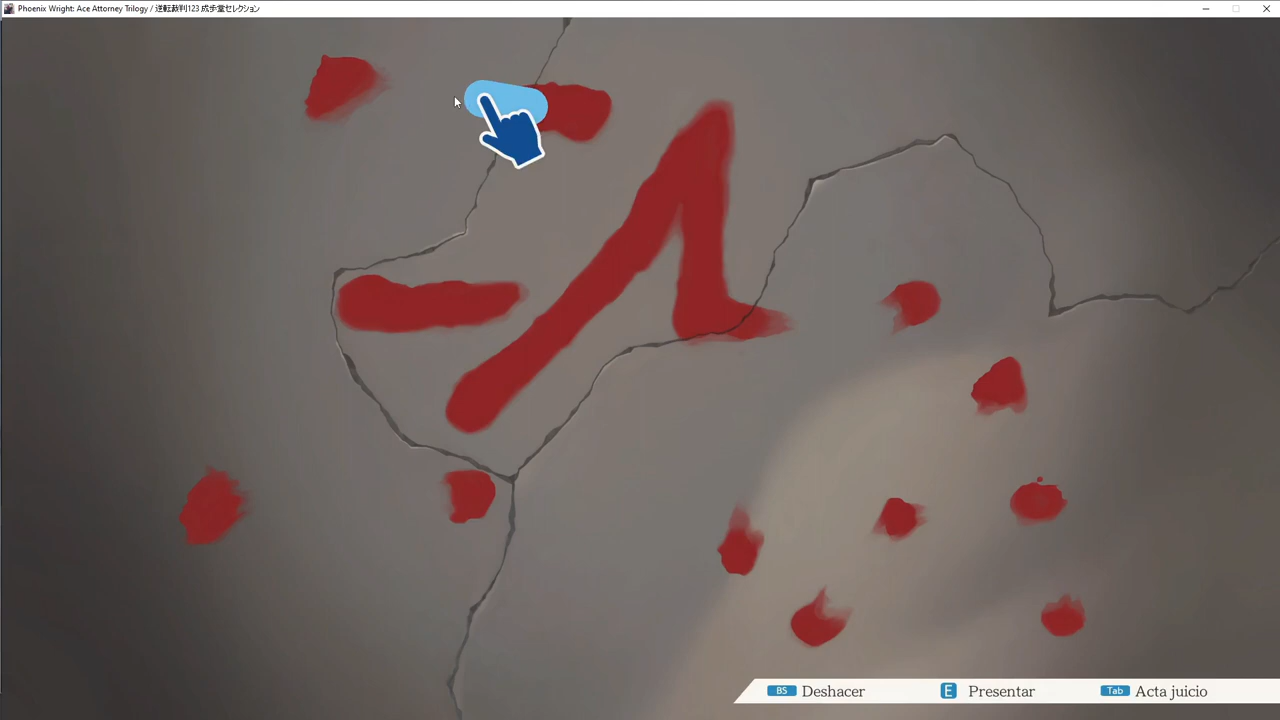 Phoenix Wright: Ace Attorney Trilogy / 逆転裁判123 成歩堂セレクション
BS Deshacer E Presentar Tab Acta juicio